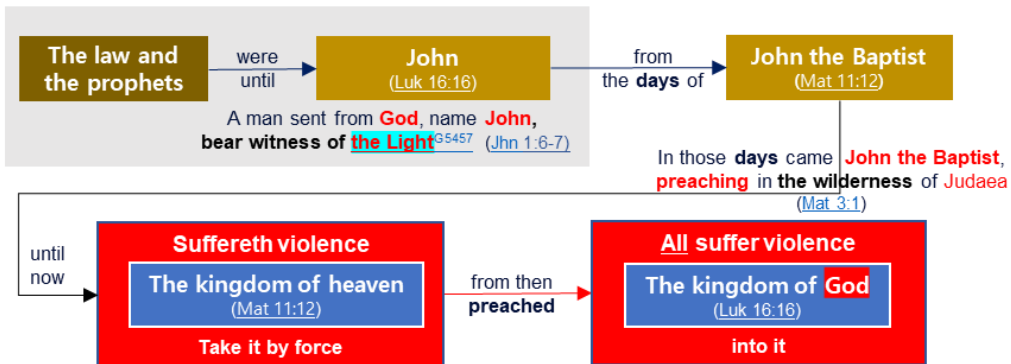 The law and
the prophets
were
until
John
(Luk 16:16)
from
the days of
John the Baptist
(Mat 11:12)
A man sent from God, name John,
bear witness of the LightG5457 (Jhn 1:6-7)
In those days came John the Baptist,
preaching in the wilderness of Judaea
(Mat 3:1)
until
now
Suffereth violence
The kingdom of heaven
(Mat 11:12)
Take it by force
from then
preached
All suffer violence
The kingdom of God
(Luk 16:16)
into it